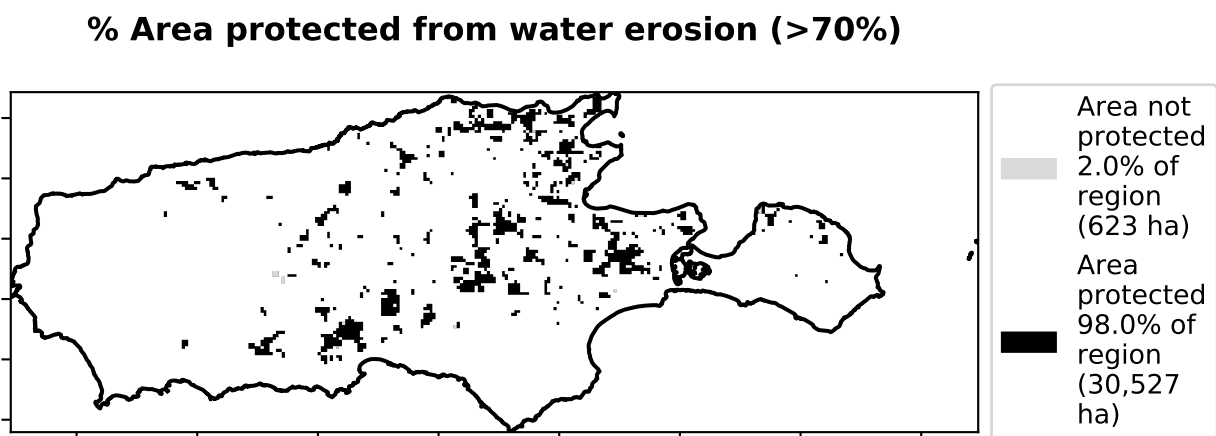 % Area protected from water erosion (>70%)
Area not
protected
2.0% of
region
(623 ha)
Area
protected
98.0% of
region
(30,527
ha)